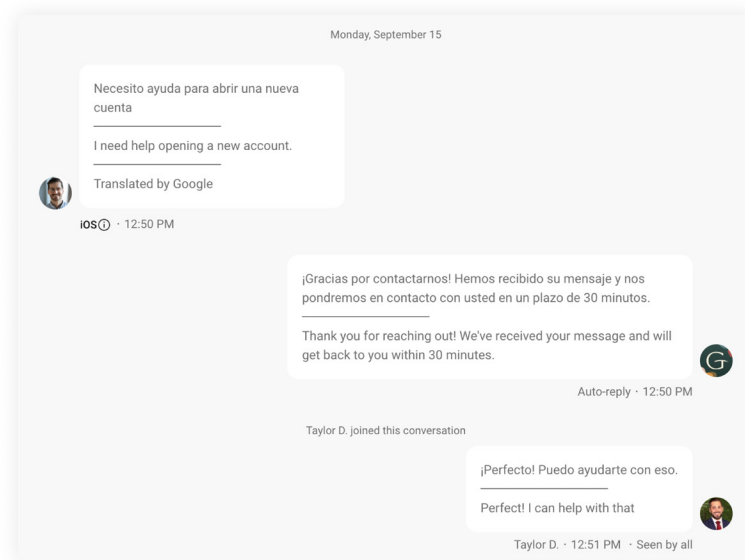 Monday, September 15
Necesito ayuda para abrir una nueva
cuenta
I need help opening a new account.
Translated by Google
iOS · 12:50 PM
¡Gracias por contactarnos! Hemos recibido su mensaje y nos
pondremos en contacto con usted en un plazo de 30 minutos.
Thank you for reaching out! We've received your message and will
get back to you within 30 minutes.
G
Auto-reply · 12:50 PM
Taylor D. joined this conversation
¡Perfecto! Puedo ayudarte con eso.
Perfect! I can help with that
Taylor D. · 12:51 PM · Seen by all